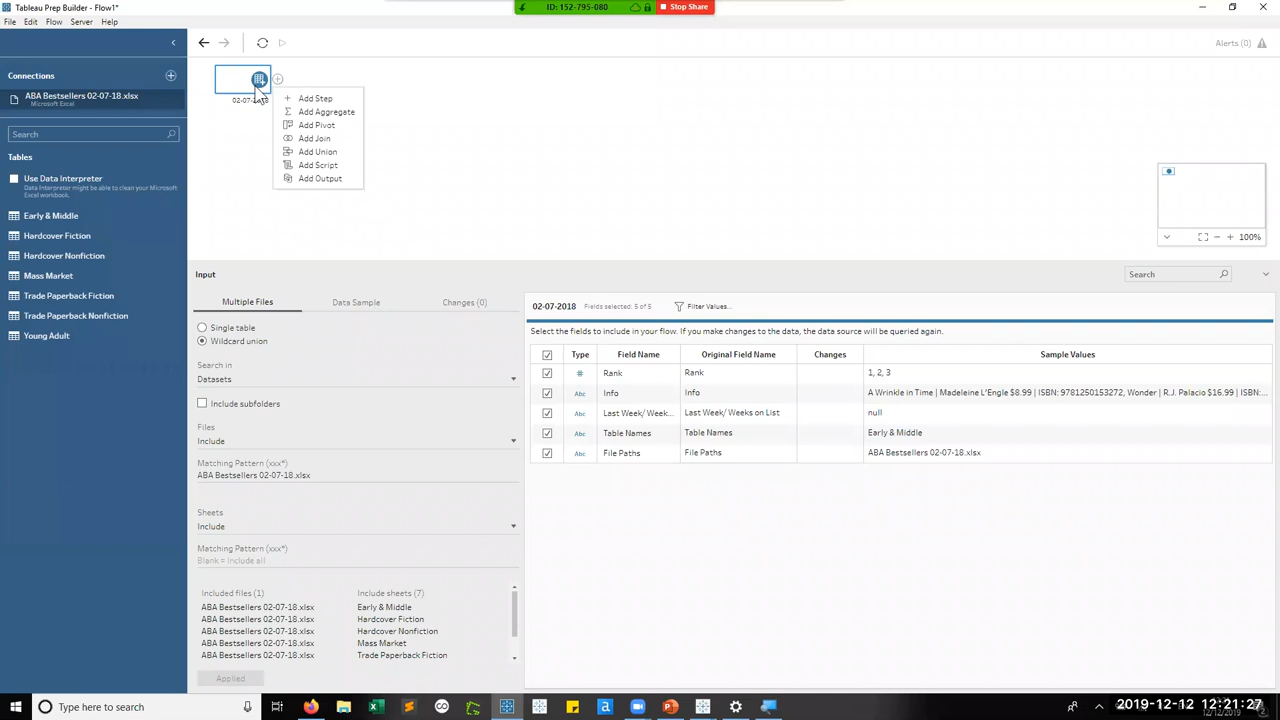 Tableau Prep Builder - Flow1*
ID: 152-795-080
Stop Share
File Edit Flow Server Help
Alerts (0)
Connections
ABA Bestsellers 02-07-18.xlsx
Microsoft Excel
Search
Tables
Use Data Interpreter
Data Interpreter might be able to clean your Microsoft Excel workbook.
Early & Middle
Hardcover Fiction
Hardcover Nonfiction
Mass Market
Trade Paperback Fiction
Trade Paperback Nonfiction
Young Adult
02-07-2018
Add Step
Add Aggregate
Add Pivot
Add Join
Add Union
Add Script
Add Output
100%
Input
Search
Multiple Files Data Sample Changes (0)
Single table
Wildcard union
Search in
Datasets
Include subfolders
Files
Include
Matching Pattern (xxx*)
ABA Bestsellers 02-07-18.xlsx
Sheets
Include
Matching Pattern (xxx*)
Blank = include all
Included files (1) Include sheets (7)
ABA Bestsellers 02-07-18.xlsx Early & Middle
ABA Bestsellers 02-07-18.xlsx Hardcover Fiction
ABA Bestsellers 02-07-18.xlsx Hardcover Nonfiction
ABA Bestsellers 02-07-18.xlsx Mass Market
ABA Bestsellers 02-07-18.xlsx Trade Paperback Fiction
Applied
02-07-2018 Fields selected: 5 of 5 Filter Values...
Select the fields to include in your flow. If you make changes to the data, the data source will be queried again.
Type Field Name Original Field Name Changes Sample Values
# Rank Rank 1, 2, 3
Abc Info Info A Wrinkle in Time | Madeleine L'Engle $8.99 | ISBN: 9781250153272, Wonder | R.J. Palacio $16.99 | ISBN:...
Abc Last Week/ Week... Last Week/ Weeks on List null
Abc Table Names Table Names Early & Middle
Abc File Paths File Paths ABA Bestsellers 02-07-18.xlsx
Type here to search
2019-12-12 12:21:27
12/12/2019